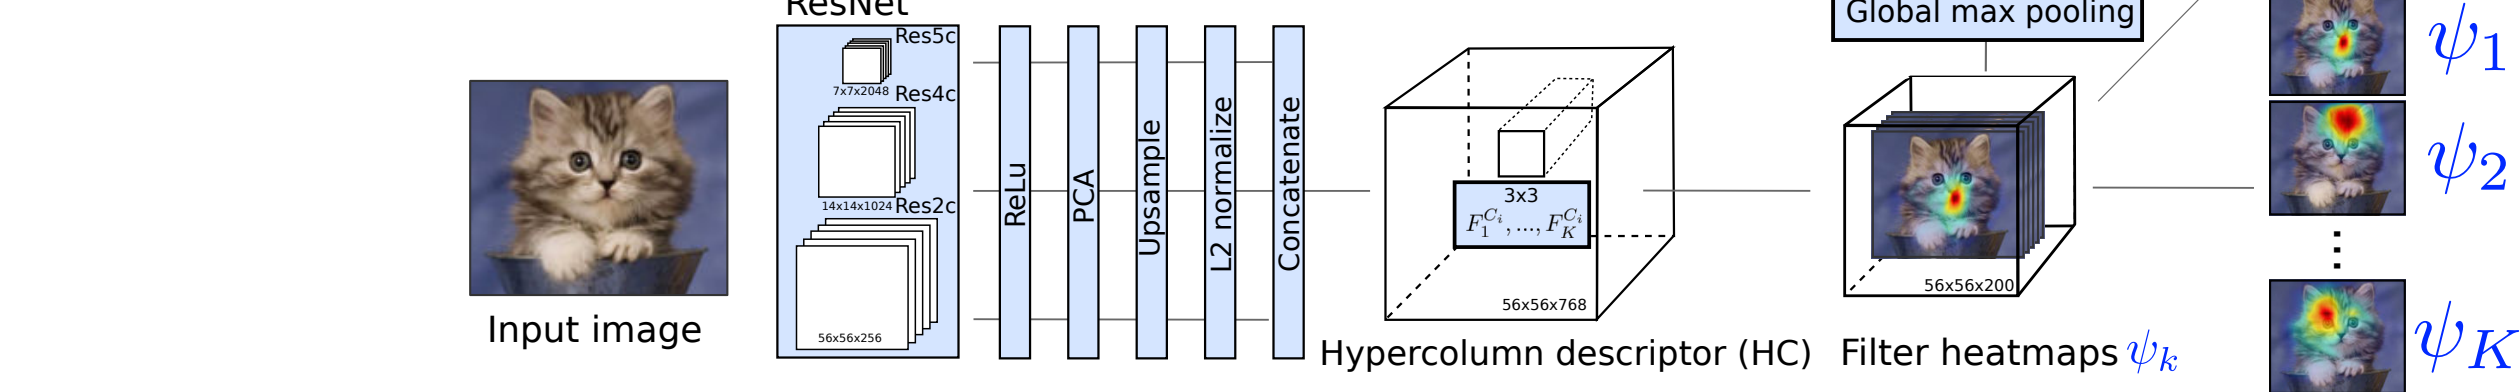 ResNet
Res5c
7x7x2048
Res4c
14x14x1024
Res2c
56x56x256
Input image
ReLu
PCA
Upsample
L2 normalize
Concatenate
3x3
F_1^{C_i},...,F_K^{C_i}
56x56x768
Hypercolumn descriptor (HC)
Global max pooling
56x56x200
Filter heatmaps ψ_k
ψ_1
ψ_2
⋮
ψ_K